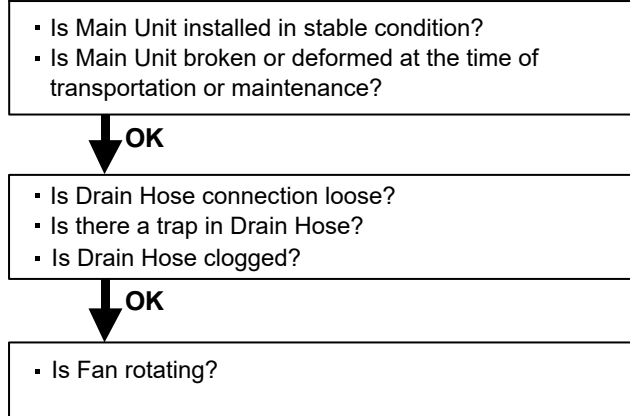 ▪ Is Main Unit installed in stable condition?
▪ Is Main Unit broken or deformed at the time of
transportation or maintenance?
OK
▪ Is Drain Hose connection loose?
▪ Is there a trap in Drain Hose?
▪ Is Drain Hose clogged?
OK
▪ Is Fan rotating?